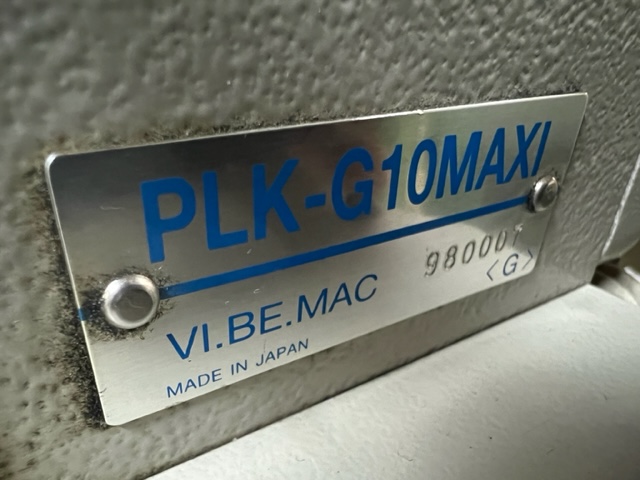 PLK-G10MAXI
980007
<G>
VI.BE.MAC
MADE IN JAPAN